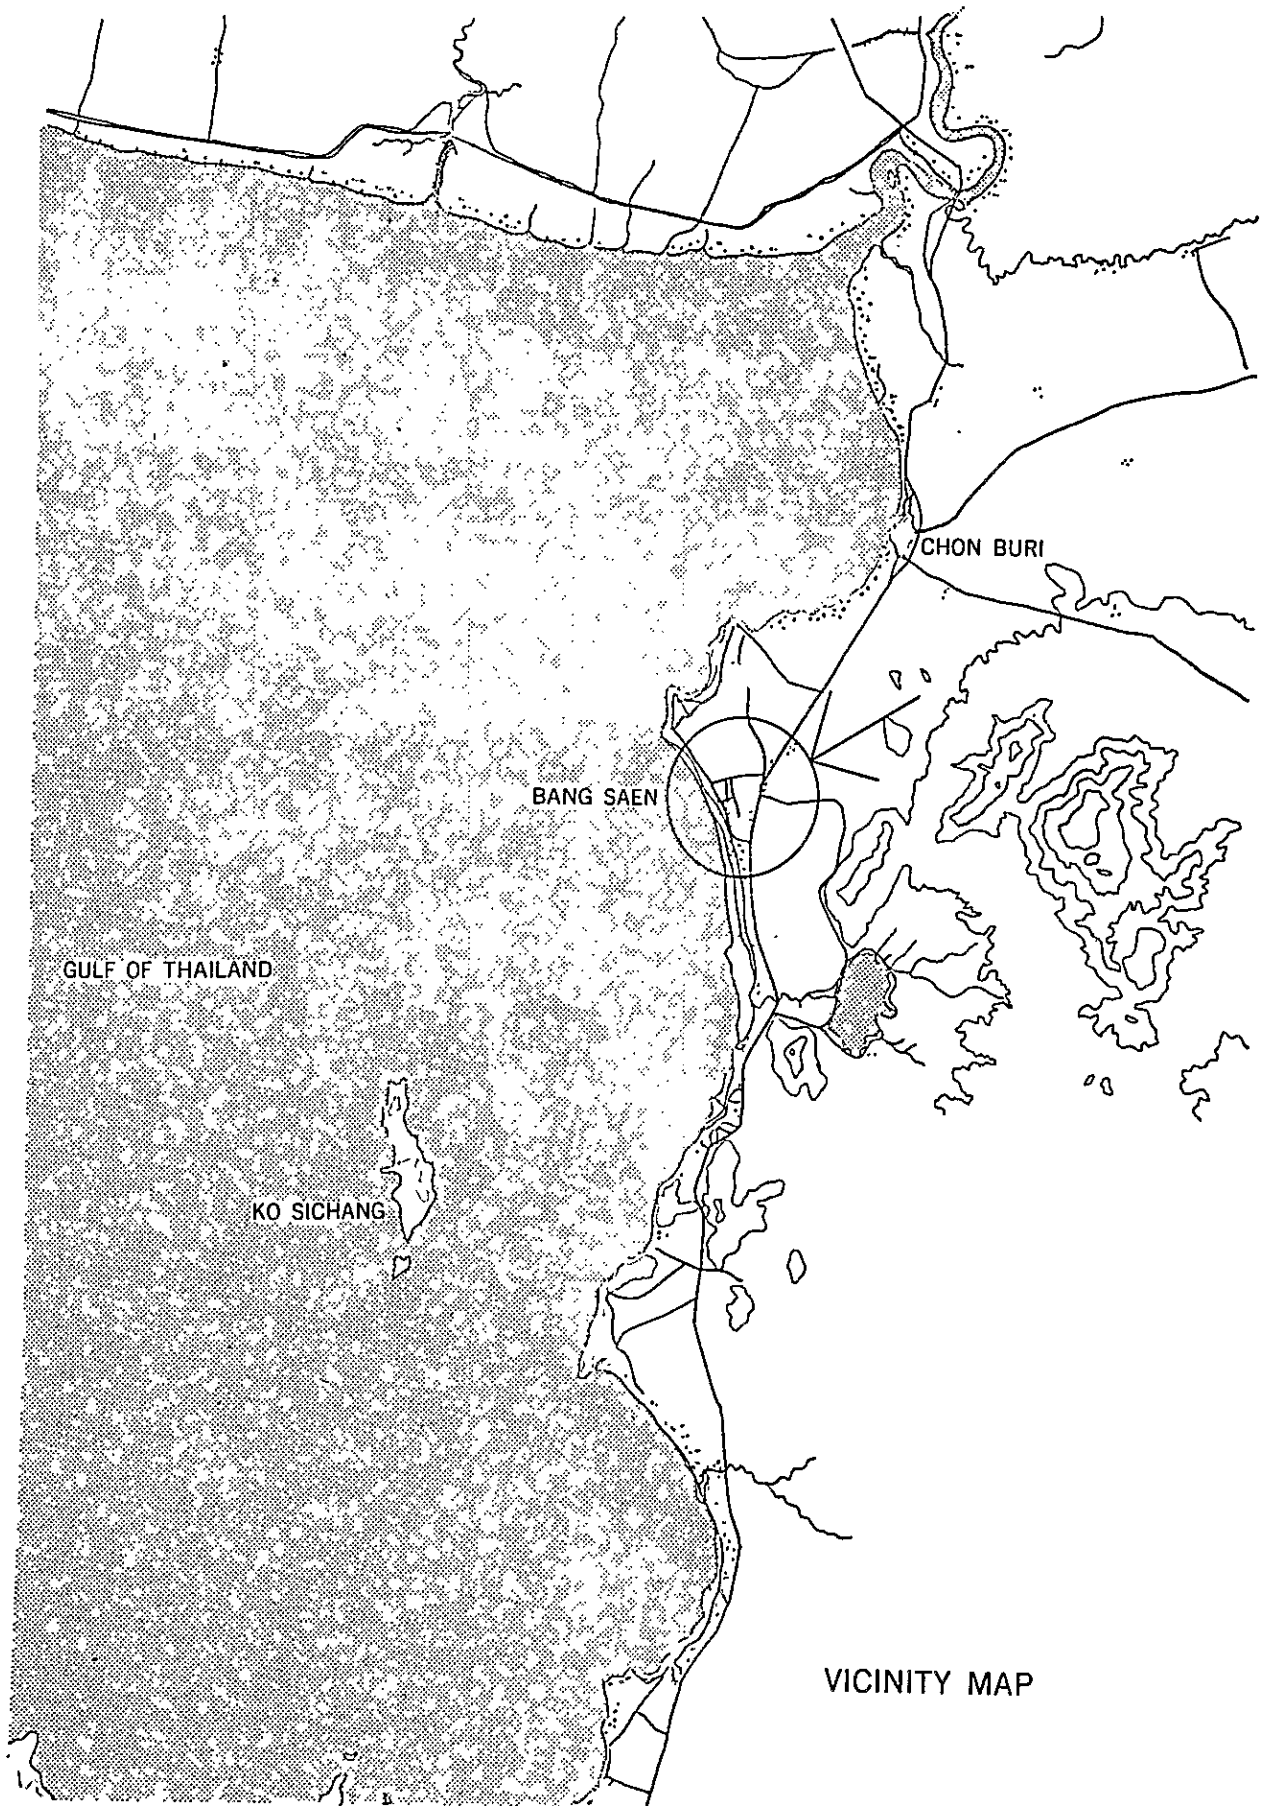 CHON BURI
BANG SAEN
GULF OF THAILAND
KO SICHANG
VICINITY MAP